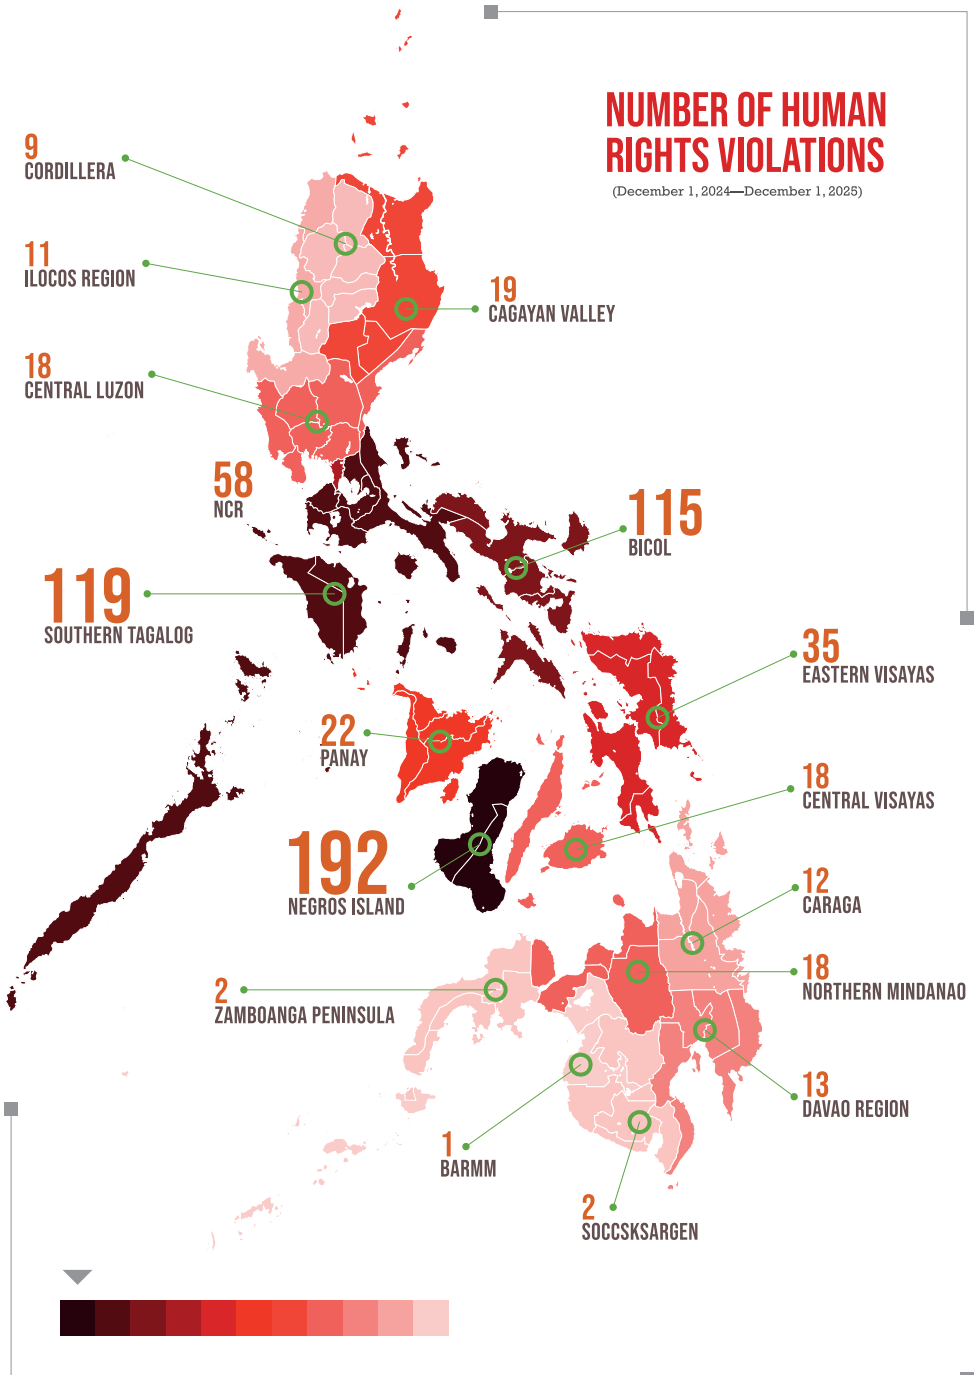 NUMBER OF HUMAN
RIGHTS VIOLATIONS
(December 1, 2024—December 1, 2025)
9
CORDILLERA
11
ILOCOS REGION
19
CAGAYAN VALLEY
18
CENTRAL LUZON
58
NCR
115
BICOL
119
SOUTHERN TAGALOG
35
EASTERN VISAYAS
22
PANAY
18
CENTRAL VISAYAS
192
NEGROS ISLAND
12
CARAGA
18
NORTHERN MINDANAO
2
ZAMBOANGA PENINSULA
13
DAVAO REGION
1
BARMM
2
SOCCSKSARGEN